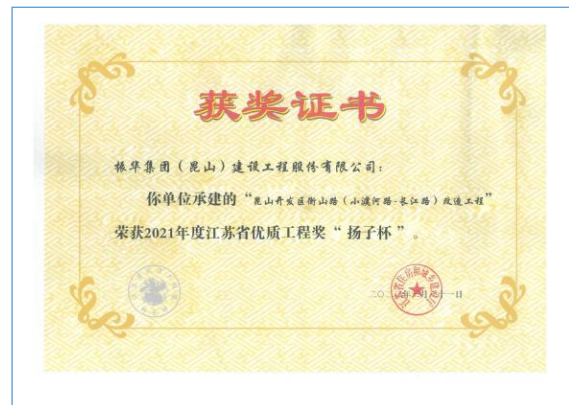 获奖证书
振华集团（昆山）建设工程股份有限公司：
你单位承建的“昆山开发区衡山路（小澞河路-长江路）改造工程”
荣获2021年度江苏省优质工程奖“扬子杯”。